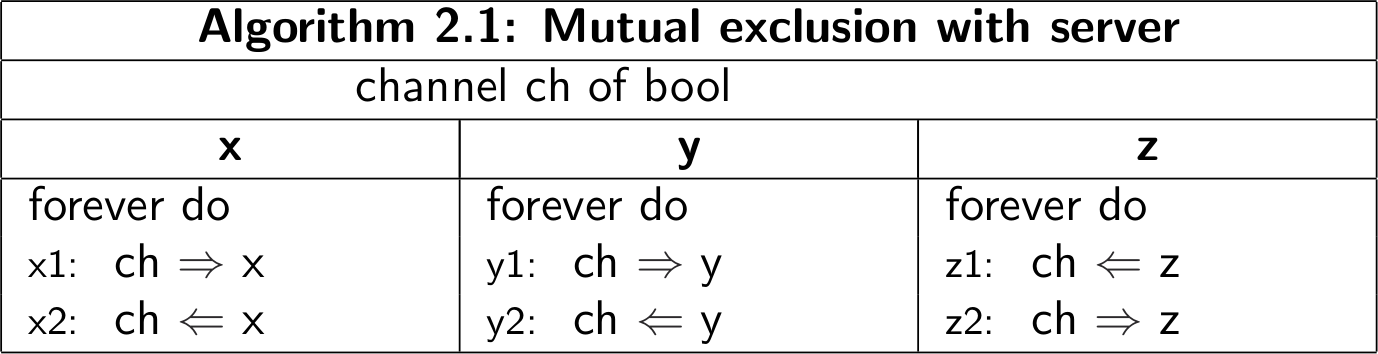 Algorithm 2.1: Mutual exclusion with server
channel ch of bool
x y z
forever do forever do forever do
x1: ch ⇒ x y1: ch ⇒ y z1: ch ⇐ z
x2: ch ⇐ x y2: ch ⇐ y z2: ch ⇒ z